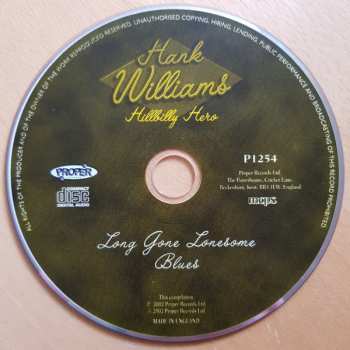 ALL RIGHTS OF THE PRODUCER AND OF THE OWNER OF THE WORK REPRODUCED RESERVED. UNAUTHORISED COPYING, HIRING, LENDING, PUBLIC PERFORMANCE AND BROADCASTING OF THIS RECORD PROHIBITED
Hank
Williams
Hillbilly Hero
PROPER
COMPACT
disc
DIGITAL AUDIO
P1254
Proper Records Ltd.
The Powerhouse, Cricket Lane,
Beckenham, Kent. BR3 1LW. England
mcps
Long Gone Lonesome
Blues
This compilation
℗ 2002 Proper Records Ltd
© 2002 Proper Records Ltd
MADE IN ENGLAND